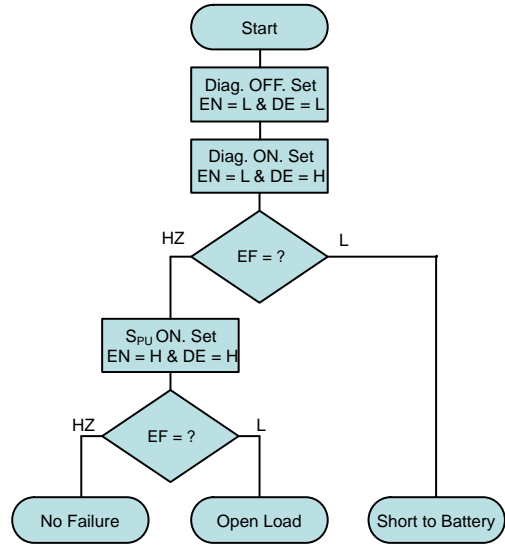 Start
Diag. OFF. Set
EN = L & DE = L
Diag. ON. Set
EN = L & DE = H
HZ
EF = ?
L
SPU ON. Set
EN = H & DE = H
HZ
EF = ?
L
No Failure
Open Load
Short to Battery